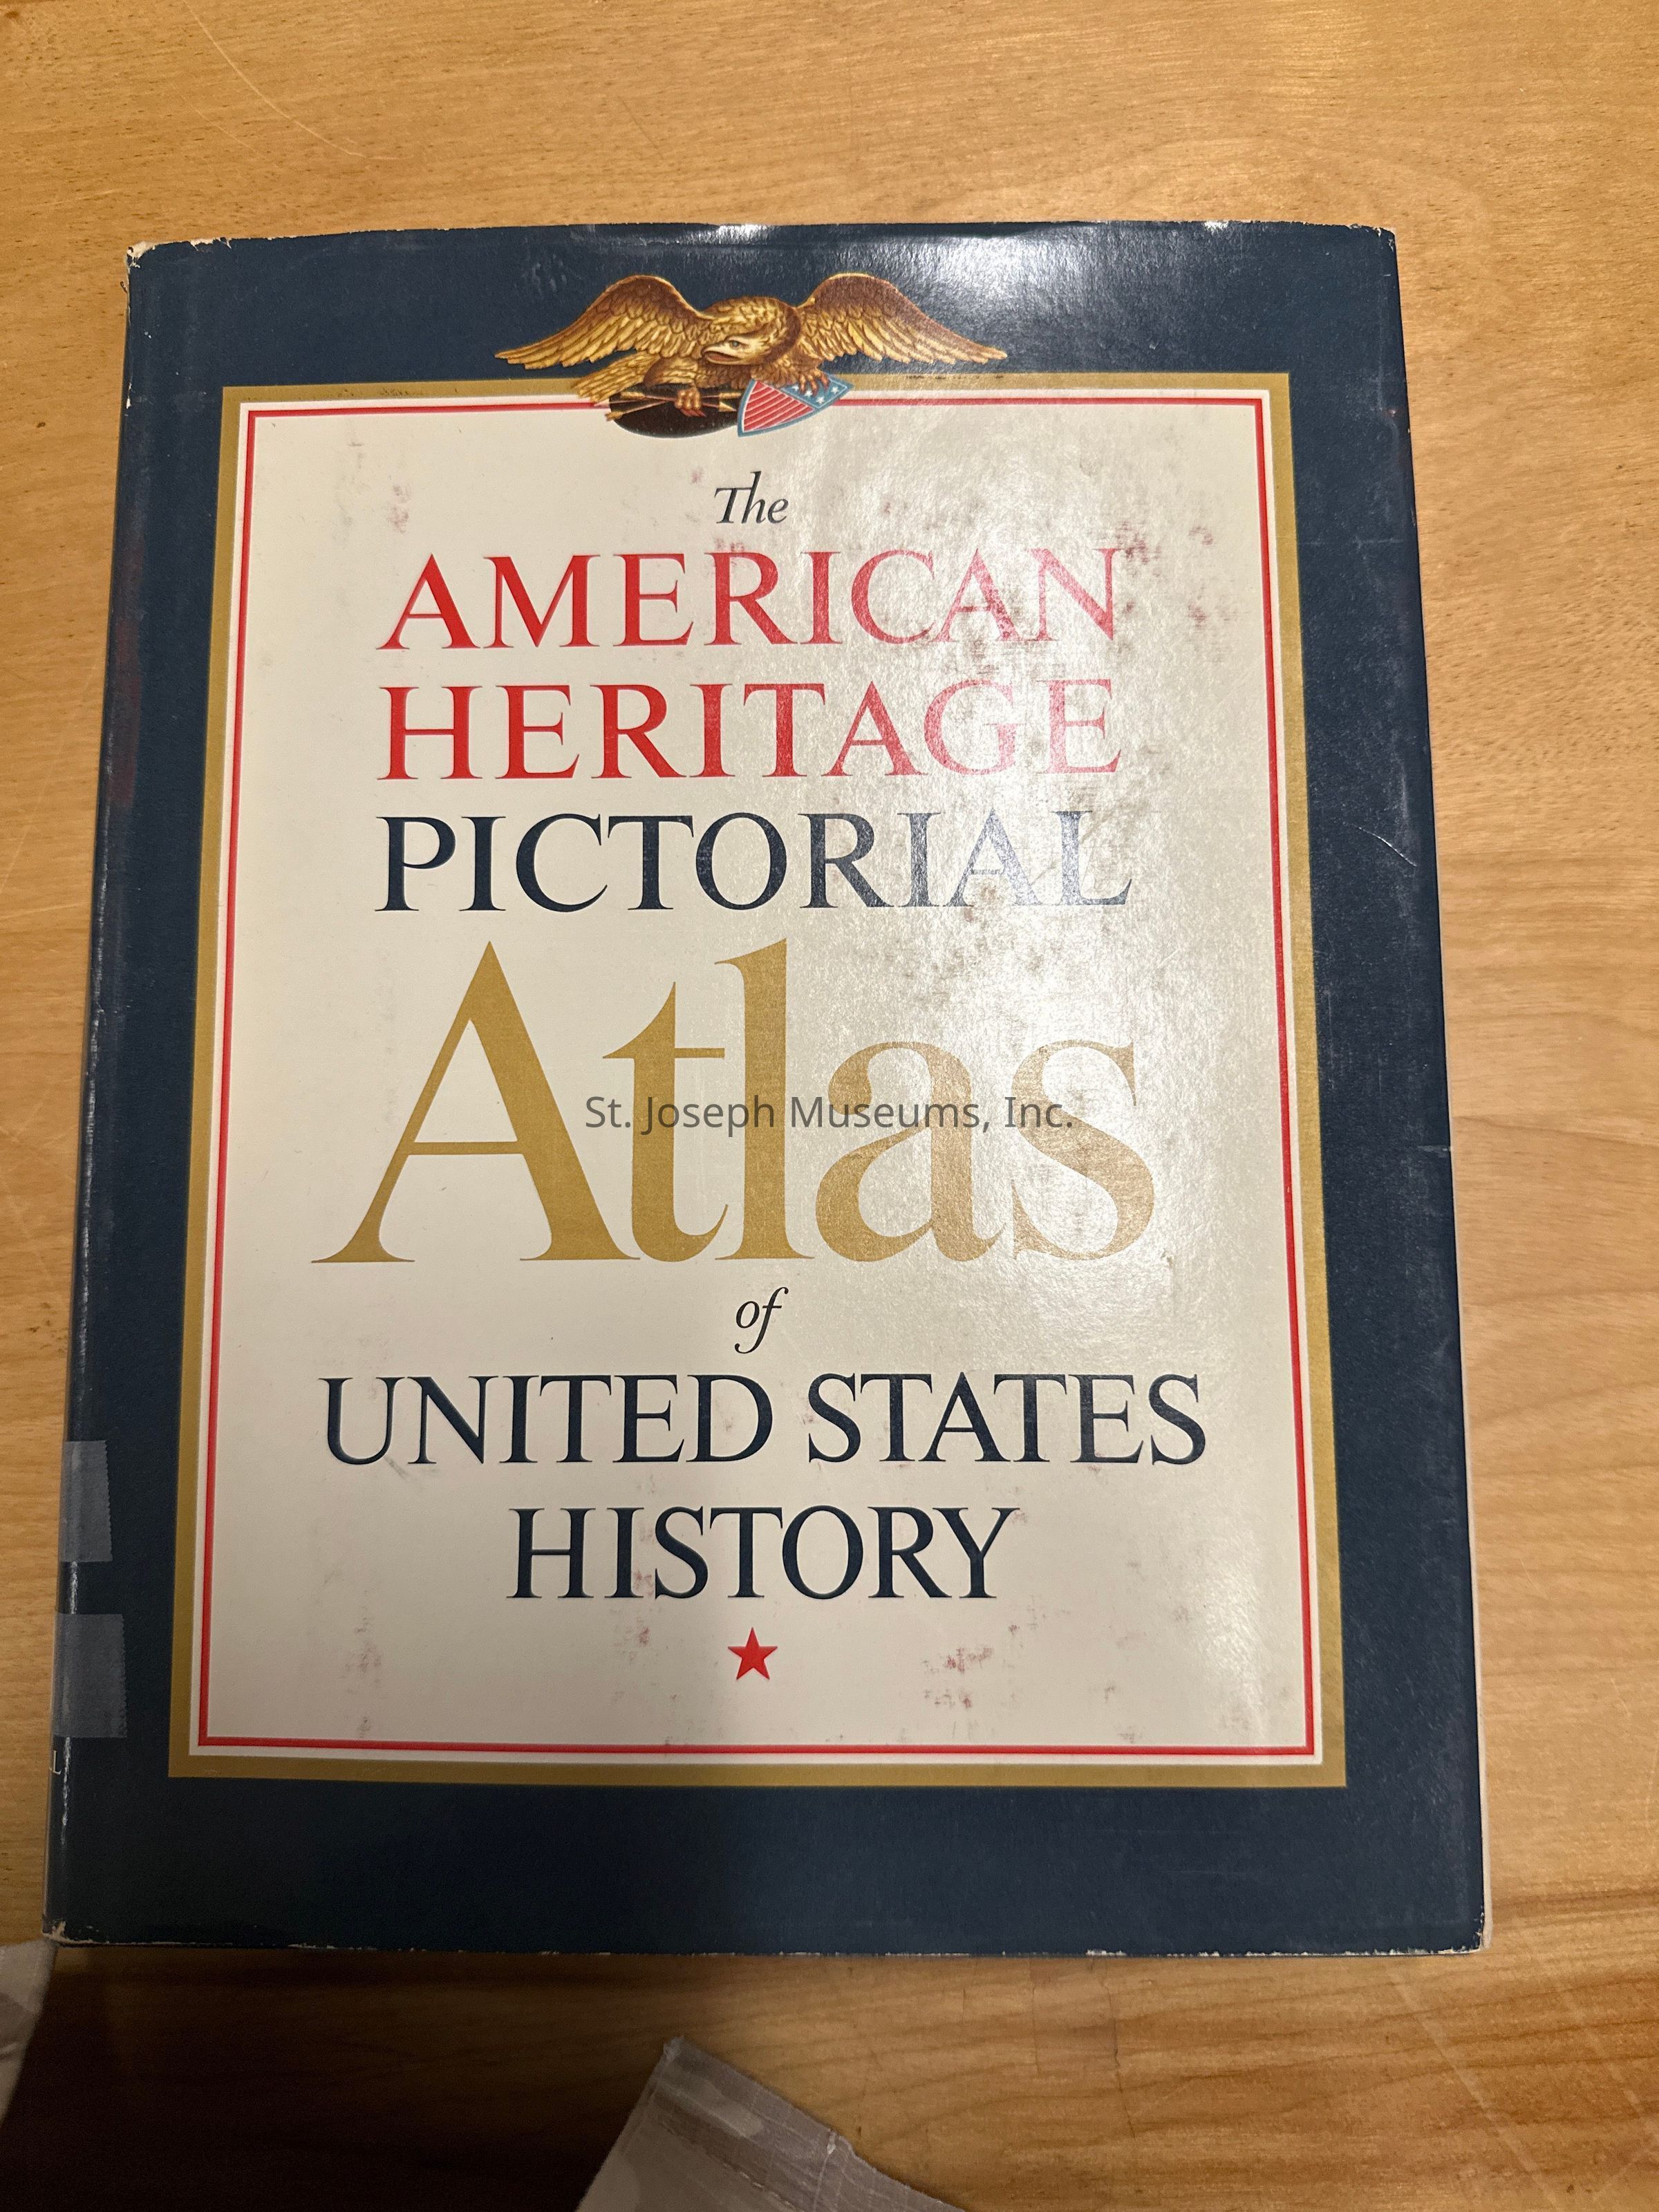 The
AMERICAN
HERITAGE
PICTORIAL
Atlas
St. Joseph Museums, Inc.
of
UNITED STATES
HISTORY
L